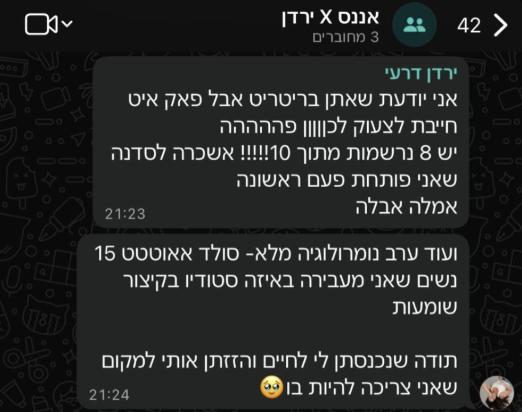 42
אננס X ירדן
3 מחוברים
ירדן דרעי
אני יודעת שאתן בריטריט אבל פאק איט
חייבת לצעוק לכןןןןן פההההה
יש 8 נרשמות מתוך 10!!!!! אשכרה לסדנה
שאני פותחת פעם ראשונה
אמלה אבלה
21:23
ועוד ערב נומרולוגיה מלא- סולד אאוטטט 15
נשים שאני מעבירה באיזה סטודיו בקיצור
שומעות
תודה שנכנסתן לי לחיים והזזתן אותי למקום
שאני צריכה להיות בו🥹
21:24